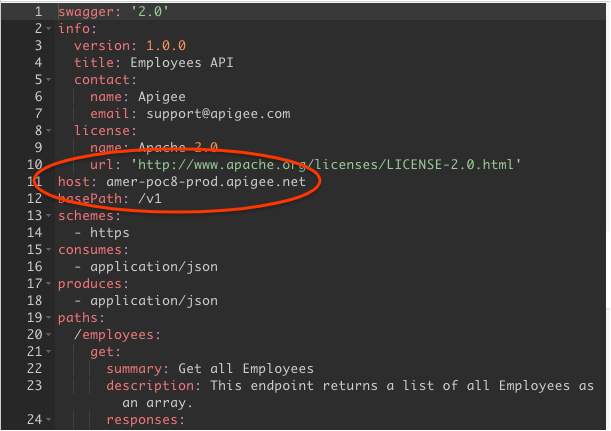 1 swagger: '2.0'
2 info:
3 version: 1.0.0
4 title: Employees API
5 contact:
6 name: Apigee
7 email: support@apigee.com
8 license:
9 name: Apache 2.0
10 url: 'http://www.apache.org/licenses/LICENSE-2.0.html'
11 host: amer-poc8-prod.apigee.net
12 basePath: /v1
13 schemes:
14 - https
15 consumes:
16 - application/json
17 produces:
18 - application/json
19 paths:
20 /employees:
21 get:
22 summary: Get all Employees
23 description: This endpoint returns a list of all Employees as
an array.
24 responses: